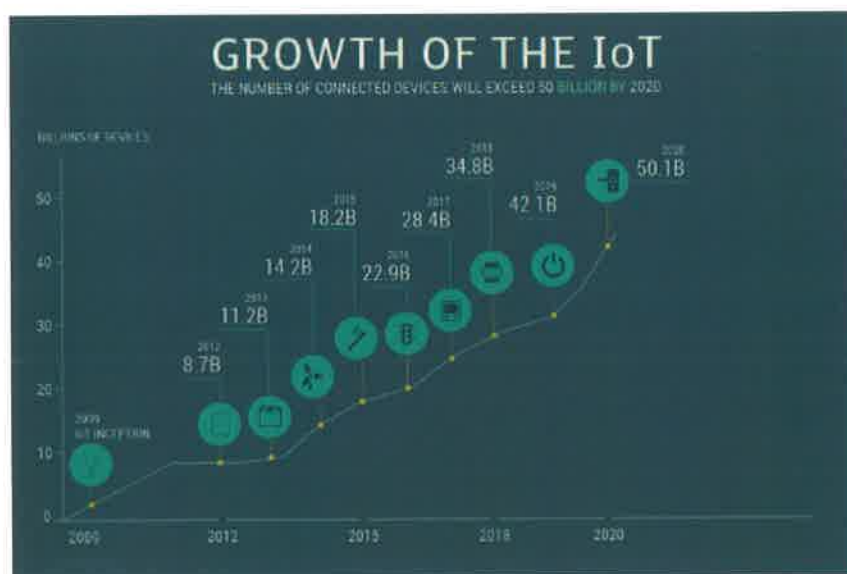 GROWTH OF THE IoT
THE NUMBER OF CONNECTED DEVICES WILL EXCEED 50 BILLION BY 2020
BILLIONS OF DEVICES
50
40
30
20
10
0
2009
IoT INCEPTION
2012
8.7B
2013
11.2B
2014
14.2B
2015
18.2B
2016
22.9B
2017
28.4B
2018
34.8B
2019
42.1B
2020
50.1B
2009
2012
2015
2018
2020